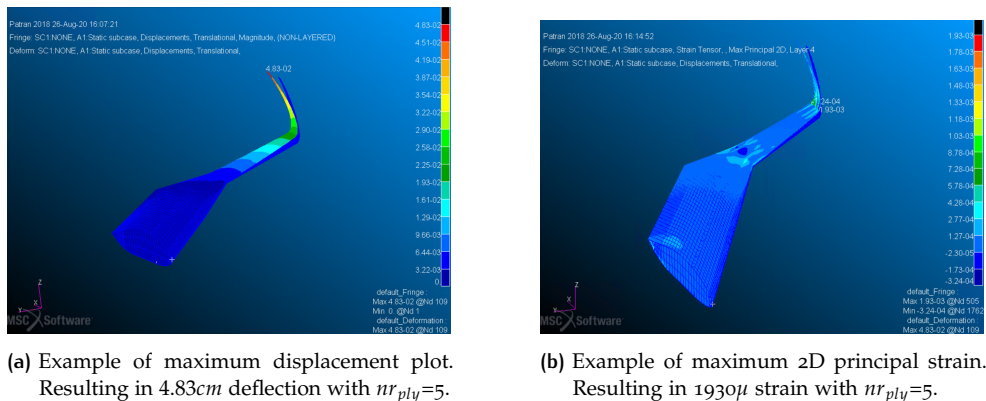 Patran 2018 26-Aug-20 16:07:21
Fringe: SC1:NONE, A1:Static subcase, Displacements, Translational, Magnitude, (NON-LAYERED)
Deform: SC1:NONE, A1:Static subcase, Displacements, Translational,
4.83-02
4.83-02
4.51-02
4.19-02
3.87-02
3.54-02
3.22-02
2.90-02
2.58-02
2.25-02
1.93-02
1.61-02
1.29-02
9.66-03
6.44-03
3.22-03
0.
Z
X
Y
MSC Software
default_Fringe :
Max 4.83-02 @Nd 109
Min 0. @Nd 1
default_Deformation :
Max 4.83-02 @Nd 109
Patran 2018 26-Aug-20 16:14:52
Fringe: SC1:NONE, A1:Static subcase, Strain Tensor, , Max Principal 2D, Layer 4
Deform: SC1:NONE, A1:Static subcase, Displacements, Translational,
1.93-03
1.93-03
1.78-03
1.63-03
1.48-03
1.33-03
1.18-03
1.03-03
8.78-04
7.28-04
5.78-04
4.28-04
2.77-04
1.27-04
-2.30-05
-1.73-04
-3.24-04
Z
X
Y
MSC Software
default_Fringe :
Max 1.93-03 @Nd 505
Min -3.24-04 @Nd 1762
default_Deformation :
Max 4.83-02 @Nd 109
(a) Example of maximum displacement plot.
Resulting in 4.83cm deflection with nr_ply=5.
(b) Example of maximum 2D principal strain.
Resulting in 1930μ strain with nr_ply=5.